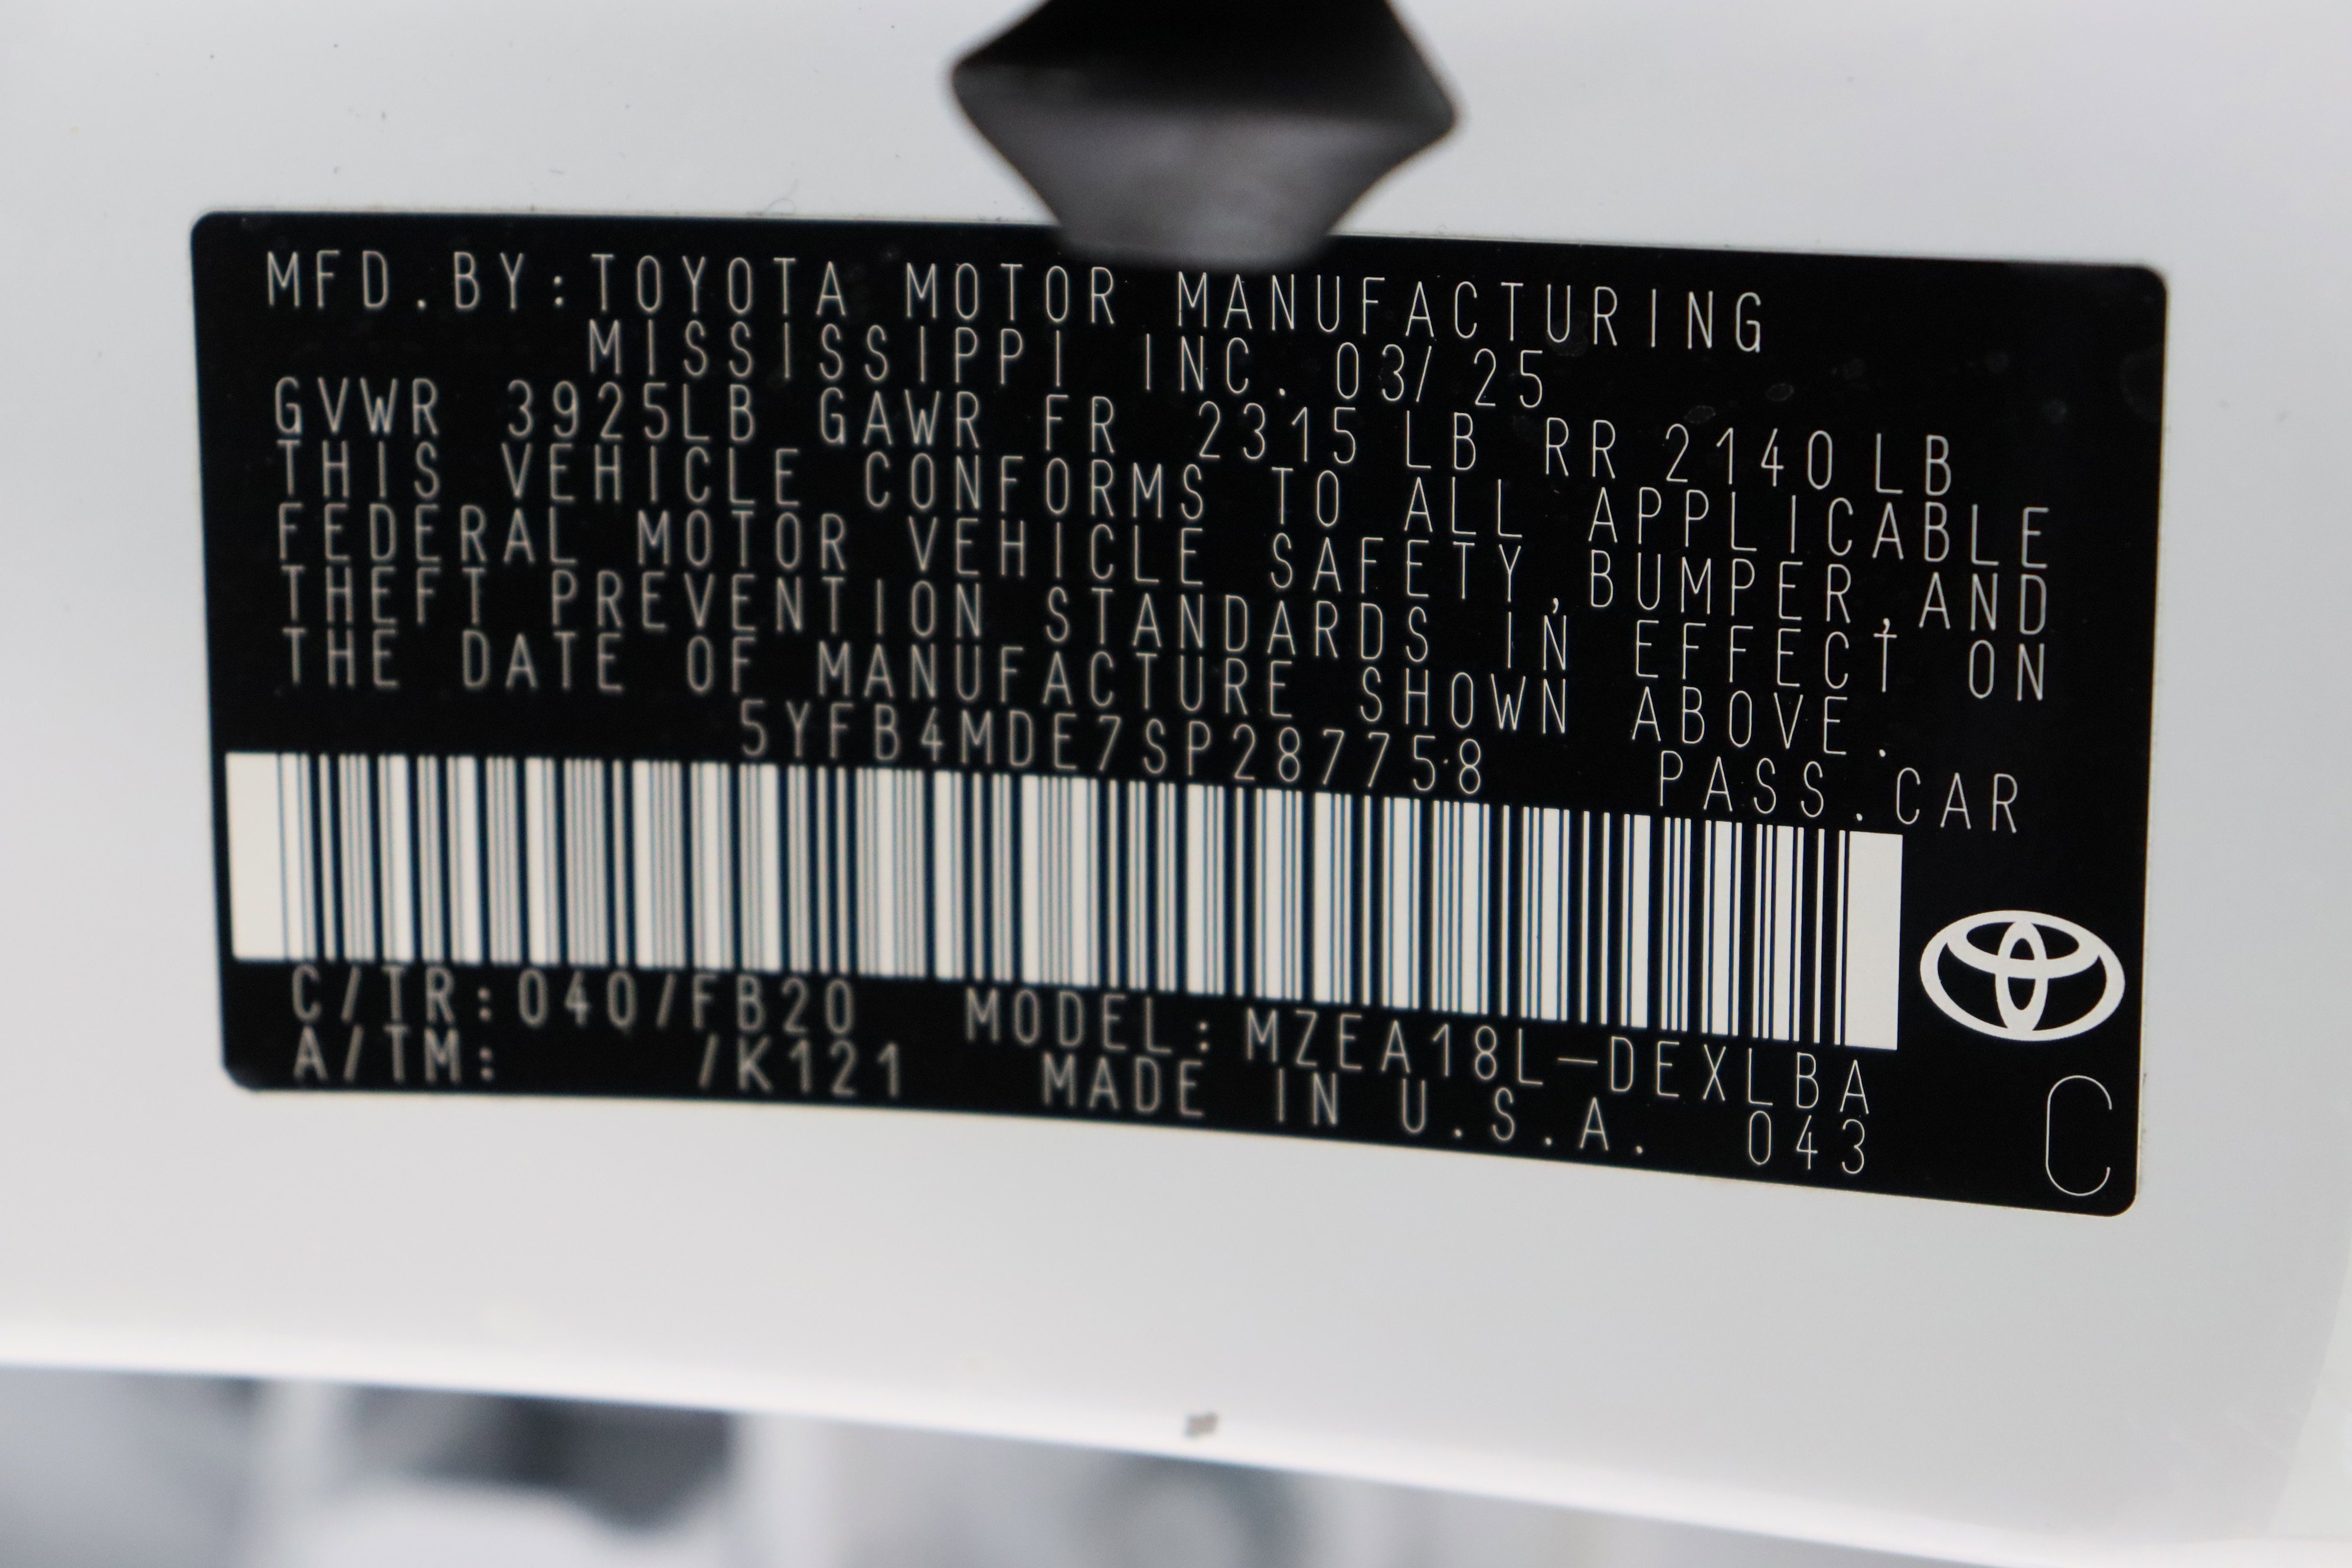 MFD.BY:TOYOTA MOTOR MANUFACTURING
MISSISSIPPI INC. 03/25
GVWR 3925LB GAWR FR 2315 LB RR 2140 LB
THIS VEHICLE CONFORMS TO ALL APPLICABLE
FEDERAL MOTOR VEHICLE SAFETY,BUMPER,AND
THEFT PREVENTION STANDARDS IN EFFECT ON
THE DATE OF MANUFACTURE SHOWN ABOVE.
5YFB4MDE7SP287758 PASS.CAR
C/TR:040/FB20 MODEL:MZEA18L-DEXLBA
A/TM: /K121 MADE IN U.S.A. 043
C